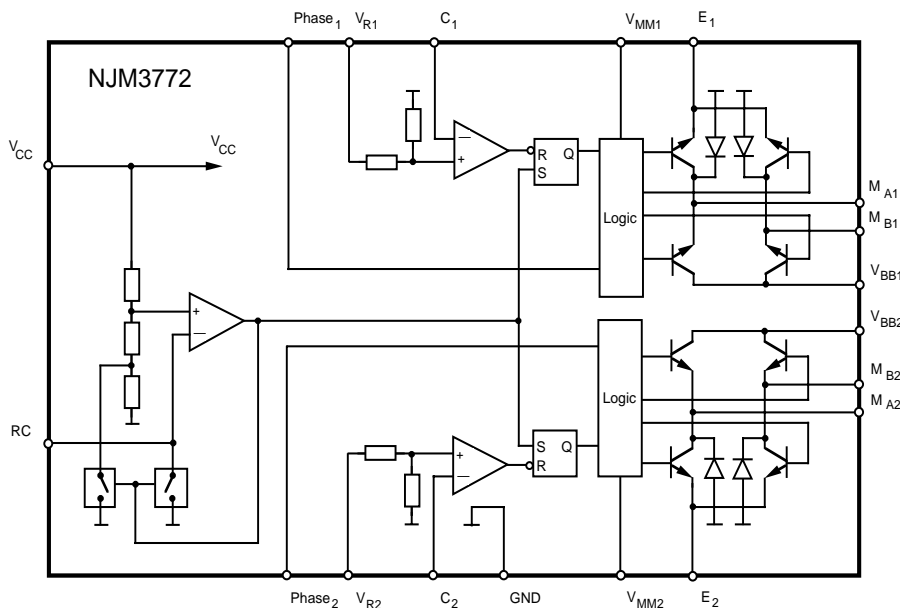 Phase1 VR1 C1 VMM1 E1
NJM3772
VCC
VCC
−
+
R
S
Q
Logic
MA1
MB1
VBB1
+
−
VBB2
MB2
MA2
Logic
RC
+
−
S
R
Q
Phase2 VR2 C2 GND VMM2 E2